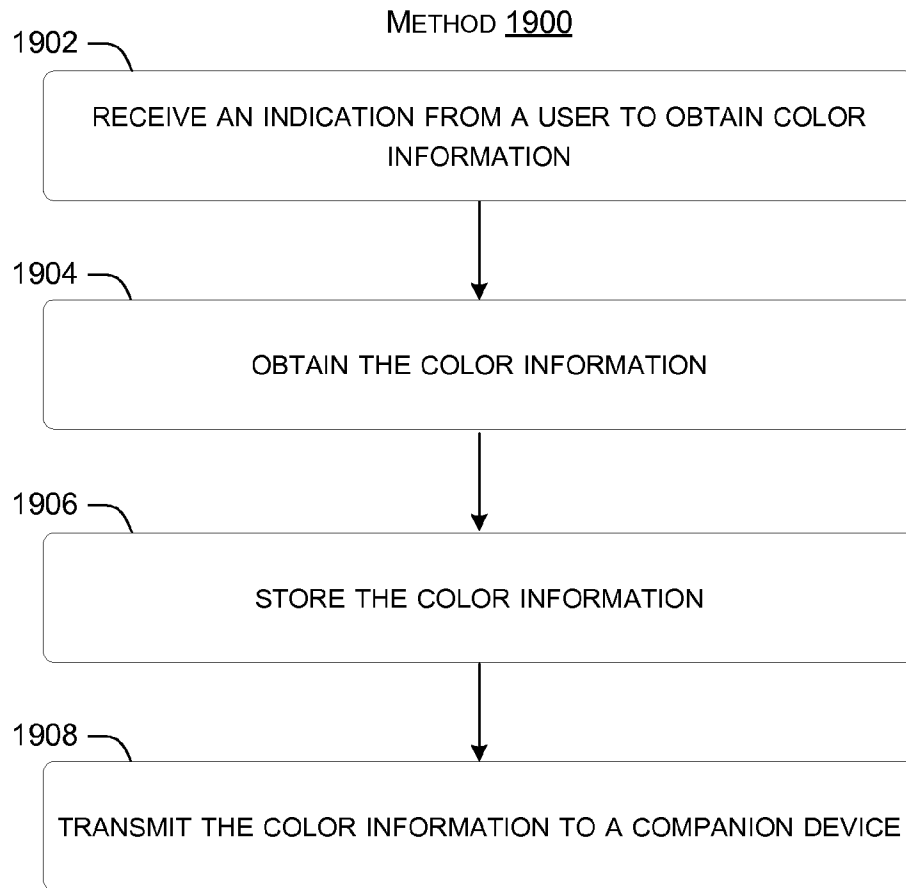 METHOD 1900
1902
RECEIVE AN INDICATION FROM A USER TO OBTAIN COLOR
INFORMATION
1904
OBTAIN THE COLOR INFORMATION
1906
STORE THE COLOR INFORMATION
1908
TRANSMIT THE COLOR INFORMATION TO A COMPANION DEVICE